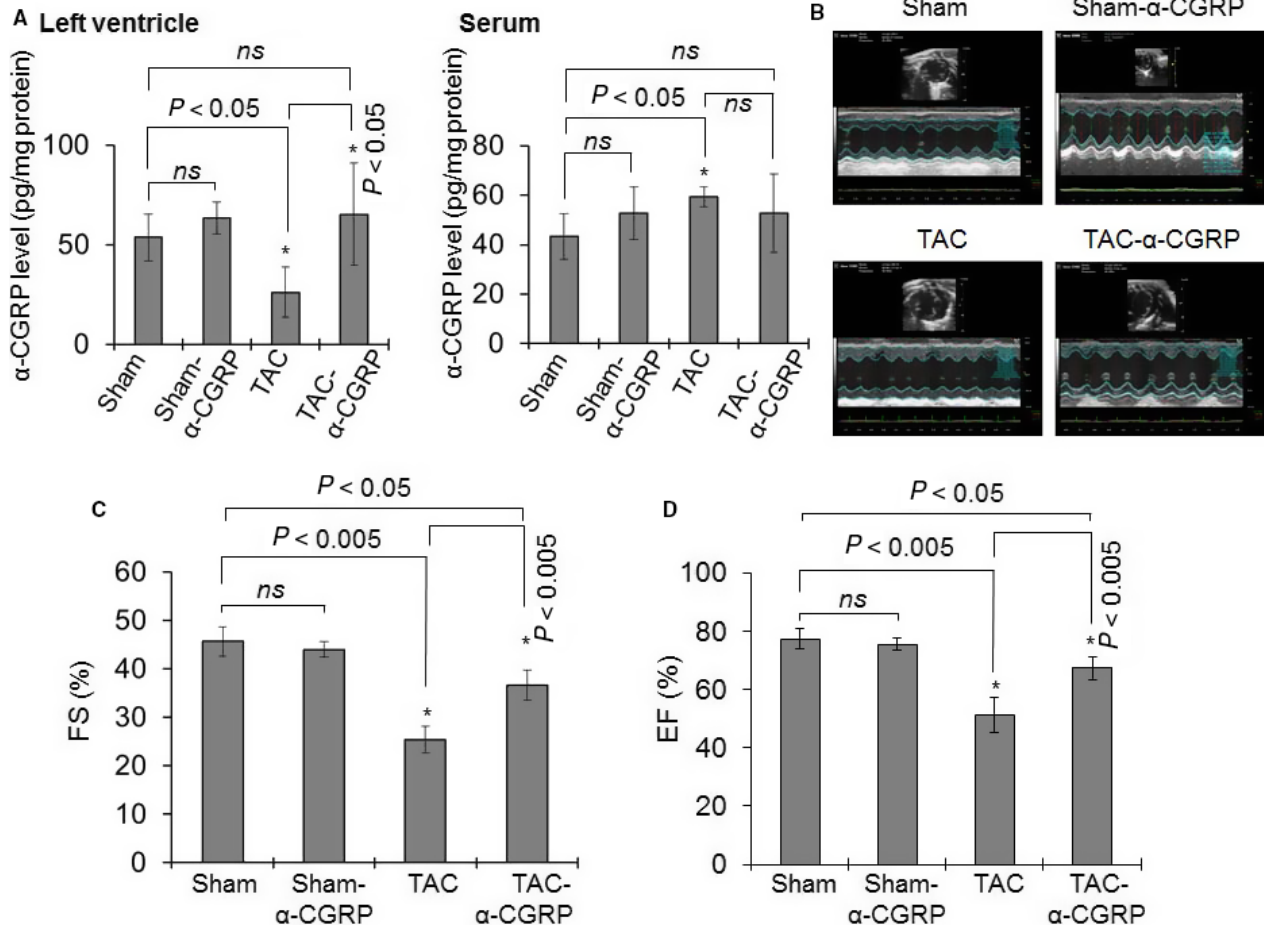 A Left ventricle
ns
P < 0.05
P < 0.05
ns
*
*
α-CGRP level (pg/mg protein)
100
50
0
Sham
Sham-
α-CGRP
TAC
TAC-
α-CGRP
Serum
ns
P < 0.05
ns
ns
*
α-CGRP level (pg/mg protein)
80
60
40
20
0
Sham
Sham-
α-CGRP
TAC
TAC-
α-CGRP
B
Sham
Sham-α-CGRP
TAC
TAC-α-CGRP
C
P < 0.05
P < 0.005
P < 0.005
ns
*
*
FS (%)
60
50
40
30
20
10
0
Sham
Sham-
α-CGRP
TAC
TAC-
α-CGRP
D
P < 0.05
P < 0.005
P < 0.005
ns
*
*
EF (%)
100
80
60
40
20
0
Sham
Sham-
α-CGRP
TAC
TAC-
α-CGRP